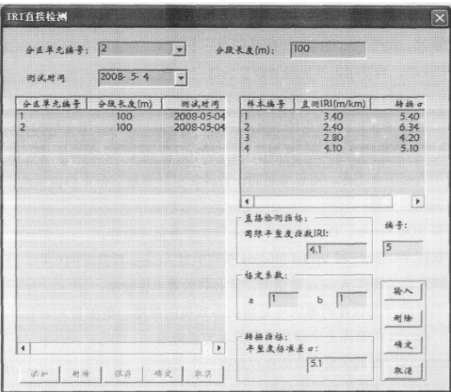 IRI直接检测
分区单元编号: 2 分段长度(m): 100
测试时间 2008- 5- 4
分区单元编号 分段长度(m) 测试时间
1 100 2008-05-04
2 100 2008-05-04
样本编号 直测IRI(m/km) 转换σ
1 3.40 5.40
2 2.40 6.34
3 2.80 4.20
4 4.10 5.10
直接检测指标:
国际平整度指数IRI:
4.1
编号:
5
标定系数:
a 1 b 1
转换指标:
平整度标准差σ:
5.1
输入
删除
确定
取消
添加 删除 保存 确定 取消